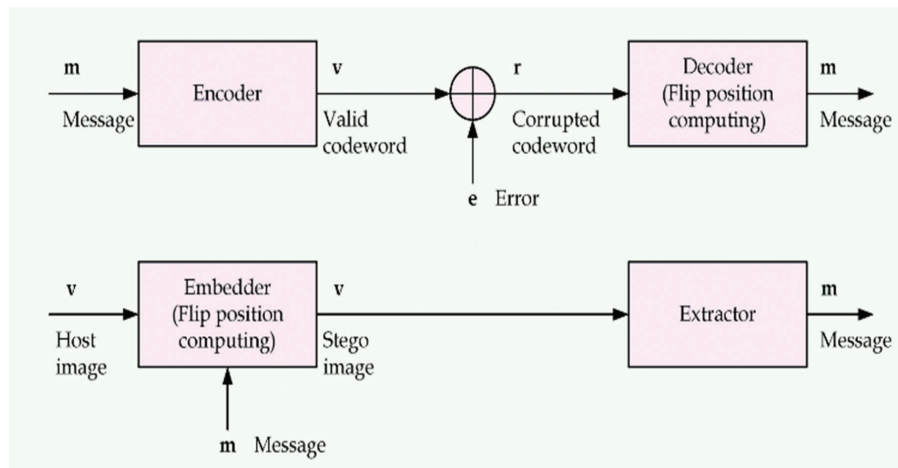 m
Message
Encoder
v
Valid
codeword
e Error
r
Corrupted
codeword
Decoder
(Flip position
computing)
m
Message
v
Host
image
Embedder
(Flip position
computing)
m Message
v
Stego
image
Extractor
m
Message